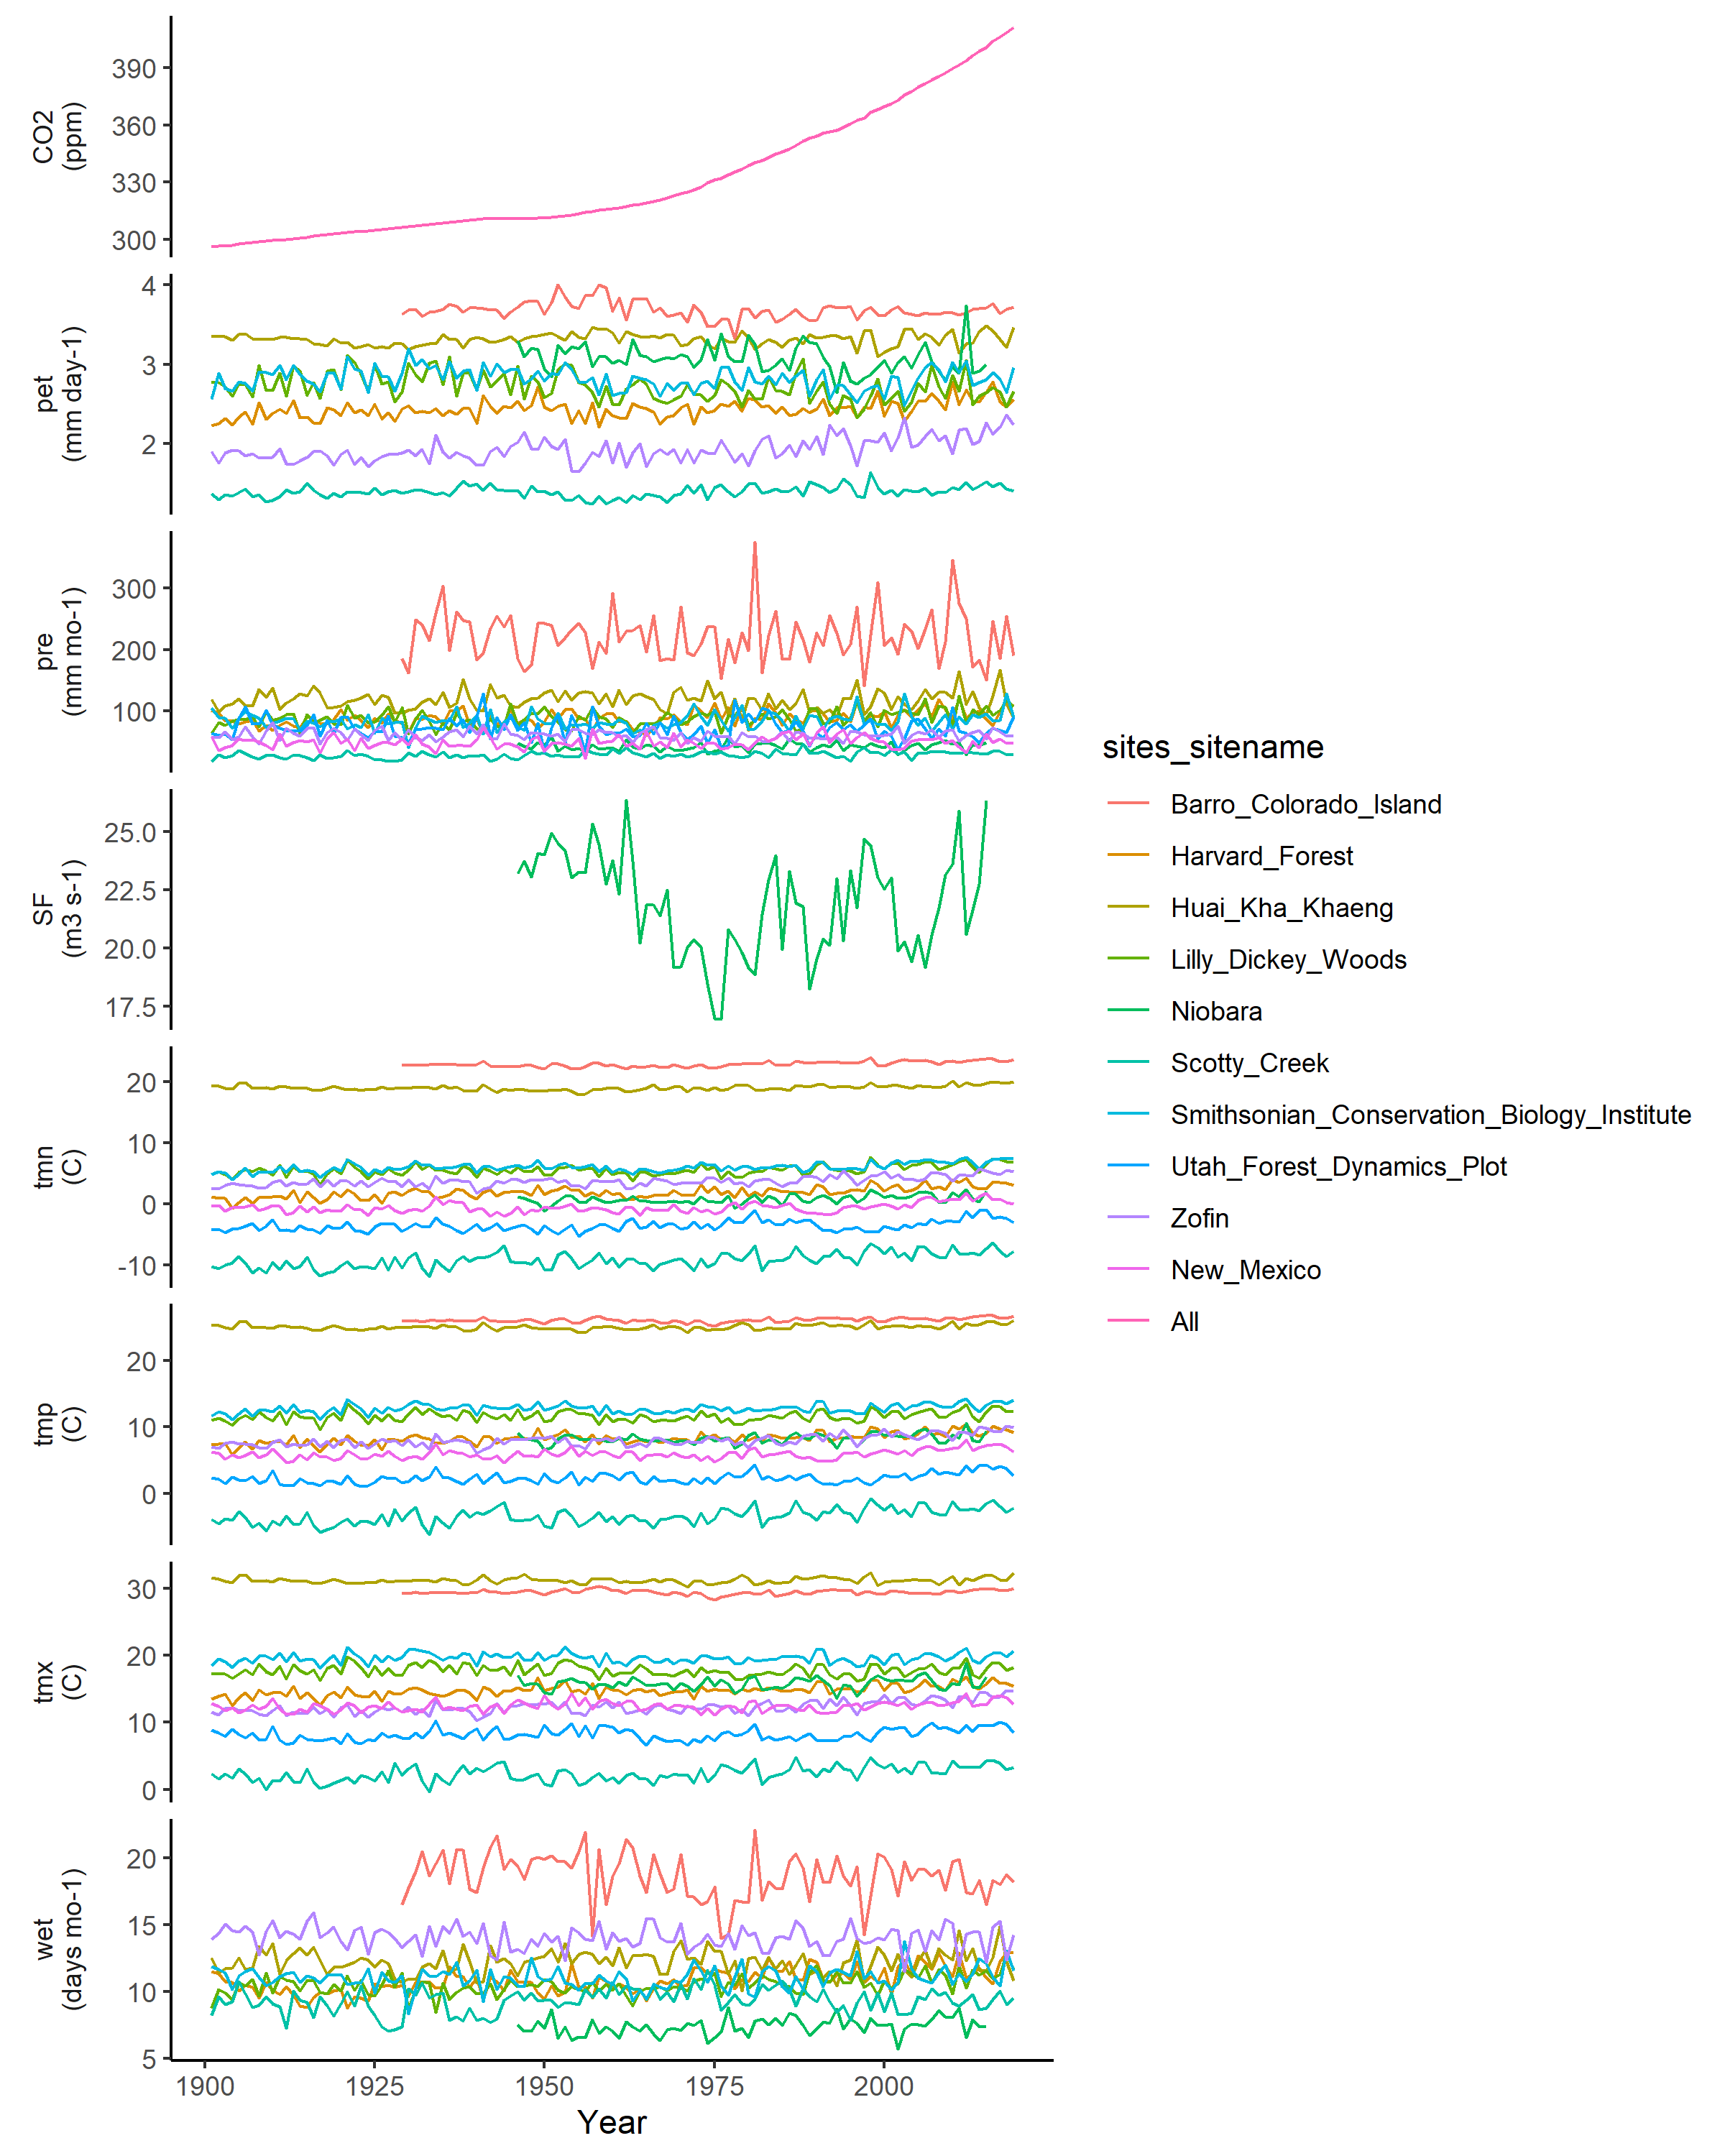 CO2
(ppm)
390
360
330
300
pet
(mm day-1)
4
3
2
pre
(mm mo-1)
300
200
100
SF
(m3 s-1)
25.0
22.5
20.0
17.5
tmn
(C)
20
10
0
-10
tmp
(C)
20
10
0
tmx
(C)
30
20
10
0
wet
(days mo-1)
20
15
10
5
1900 1925 1950 1975 2000
Year
sites_sitename
Barro_Colorado_Island
Harvard_Forest
Huai_Kha_Khaeng
Lilly_Dickey_Woods
Niobara
Scotty_Creek
Smithsonian_Conservation_Biology_Institute
Utah_Forest_Dynamics_Plot
Zofin
New_Mexico
All